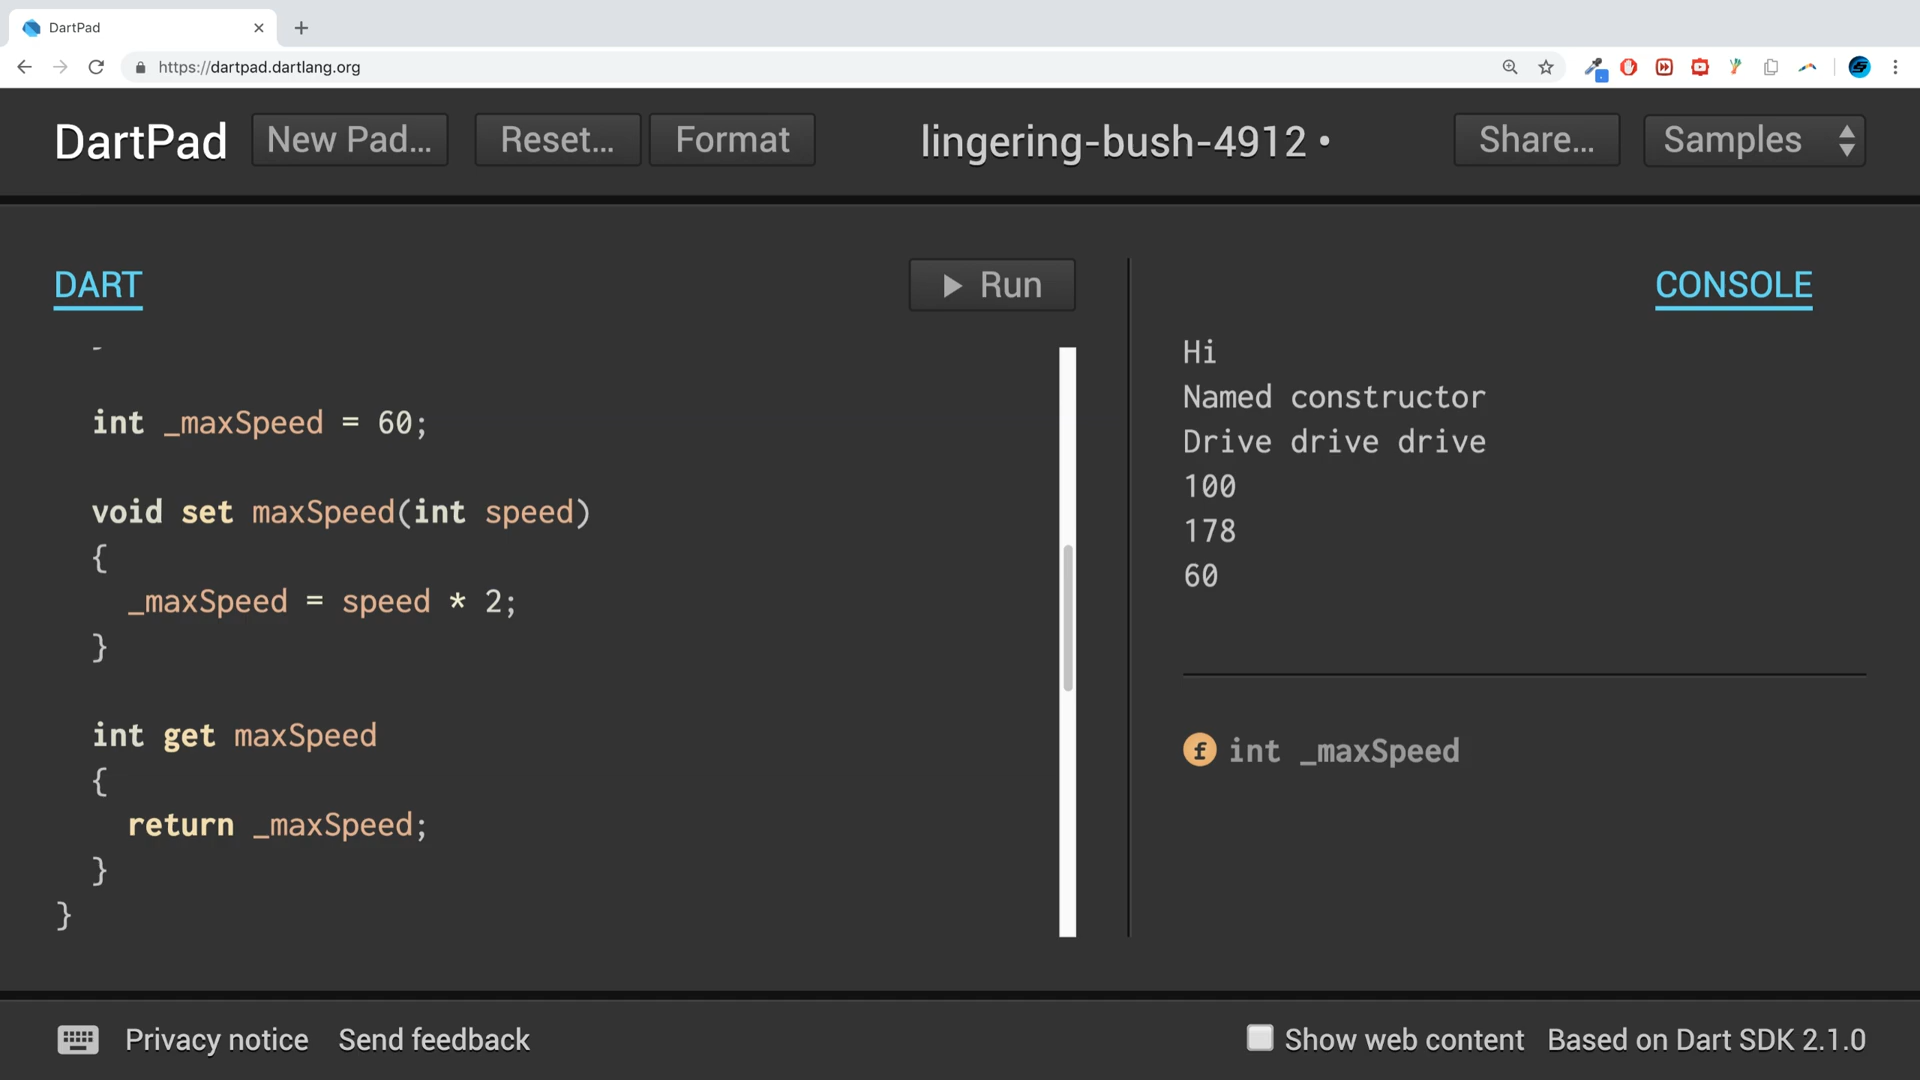 DartPad
https://dartpad.dartlang.org
DartPad
New Pad...
Reset...
Format
lingering-bush-4912 •
Share...
Samples
DART
Run
CONSOLE
int _maxSpeed = 60;
void set maxSpeed(int speed)
{
_maxSpeed = speed * 2;
}
int get maxSpeed
{
return _maxSpeed;
}
}
Hi
Named constructor
Drive drive drive
100
178
60
f int _maxSpeed
Privacy notice
Send feedback
Show web content
Based on Dart SDK 2.1.0